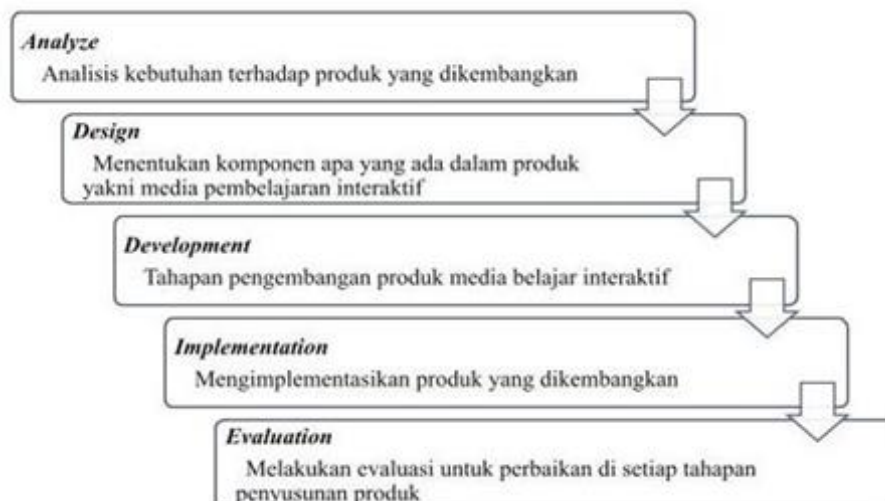 Analyze
Analisis kebutuhan terhadap produk yang dikembangkan
Design
Menentukan komponen apa yang ada dalam produk
yakni media pembelajaran interaktif
Development
Tahapan pengembangan produk media belajar interaktif
Implementation
Mengimplementasikan produk yang dikembangkan
Evaluation
Melakukan evaluasi untuk perbaikan di setiap tahapan
penyusunan produk